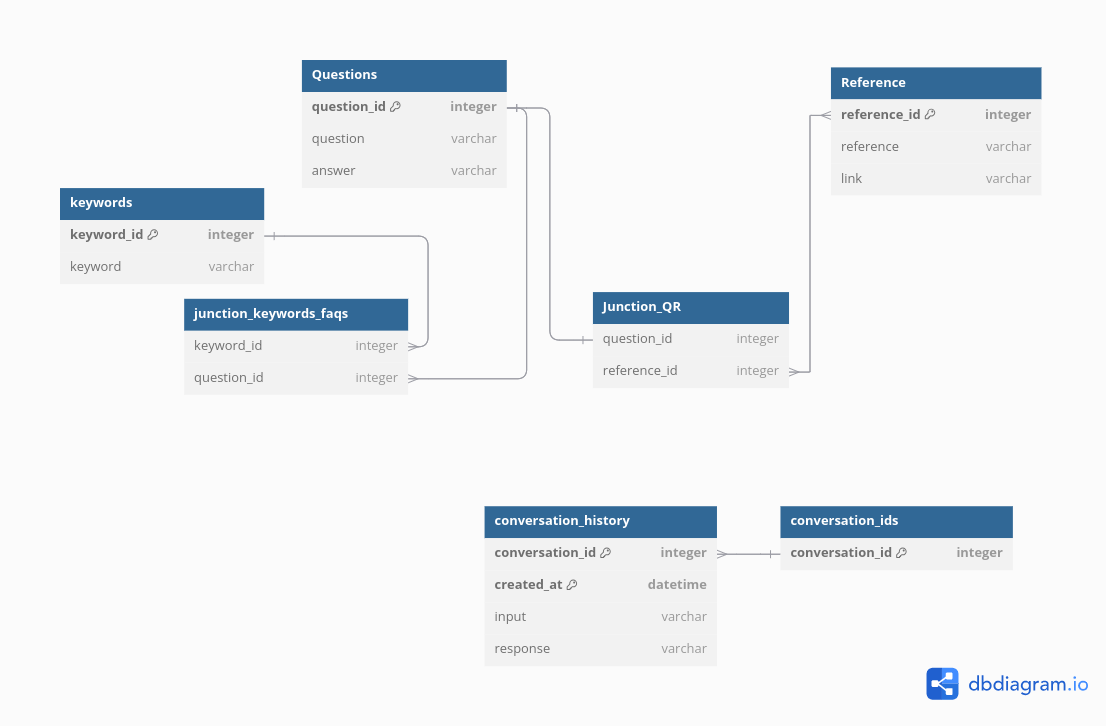 Questions
question_id integer
question varchar
answer varchar
Reference
reference_id integer
reference varchar
link varchar
keywords
keyword_id integer
keyword varchar
junction_keywords_faqs
keyword_id integer
question_id integer
Junction_QR
question_id integer
reference_id integer
conversation_history
conversation_id integer
created_at datetime
input varchar
response varchar
conversation_ids
conversation_id integer
dbdiagram.io